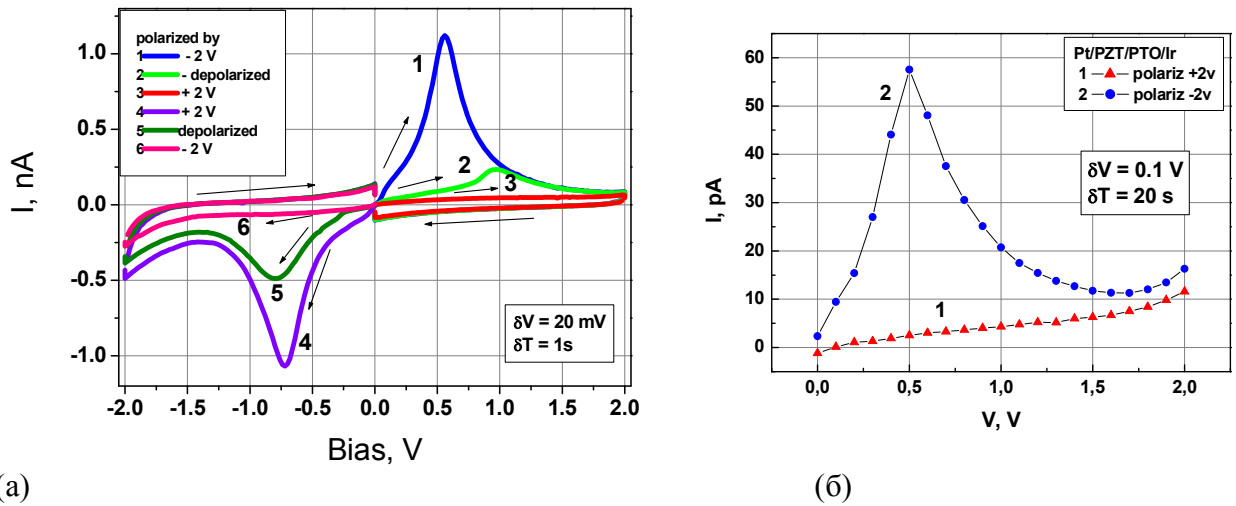 polarized by
1 - 2 V
2 - depolarized
3 + 2 V
4 + 2 V
5 depolarized
6 - 2 V
1
2
3
6
5
4
δV = 20 mV
δT = 1s
1.0
0.5
0.0
-0.5
-1.0
I, nA
-2.0 -1.5 -1.0 -0.5 0.0 0.5 1.0 1.5 2.0
Bias, V
(а)
Pt/PZT/PTO/Ir
1 polariz +2v
2 polariz -2v
2
δV = 0.1 V
δT = 20 s
1
60
50
40
30
20
10
0
I, pA
0,0 0,5 1,0 1,5 2,0
V, V
(б)